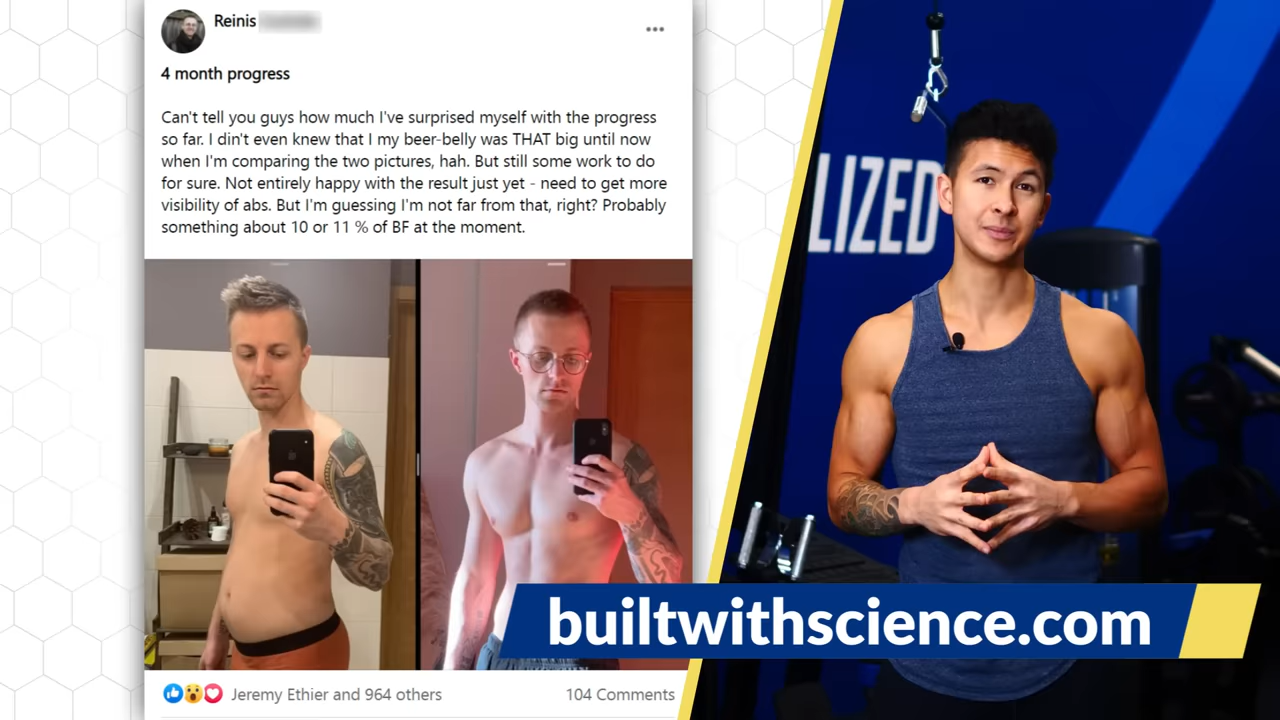 Reinis
4 month progress
Can't tell you guys how much I've surprised myself with the progress
so far. I din't even knew that I my beer-belly was THAT big until now
when I'm comparing the two pictures, hah. But still some work to do
for sure. Not entirely happy with the result just yet - need to get more
visibility of abs. But I'm guessing I'm not far from that, right? Probably
something about 10 or 11 % of BF at the moment.
LIZED
builtwithscience.com
Jeremy Ethier and 964 others
104 Comments